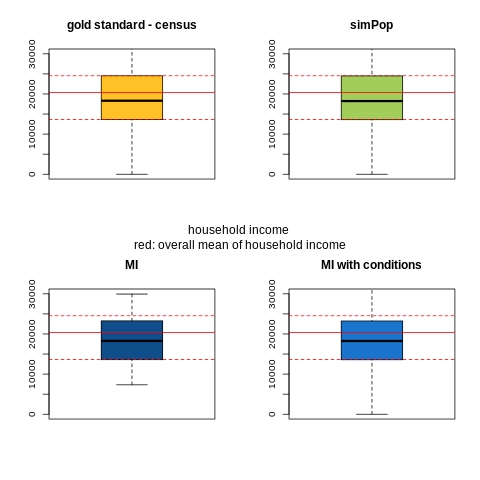 gold standard - census
simPop
30000
20000
10000
0
30000
20000
10000
0
household income
red: overall mean of household income
MI
MI with conditions
30000
20000
10000
0
30000
20000
10000
0